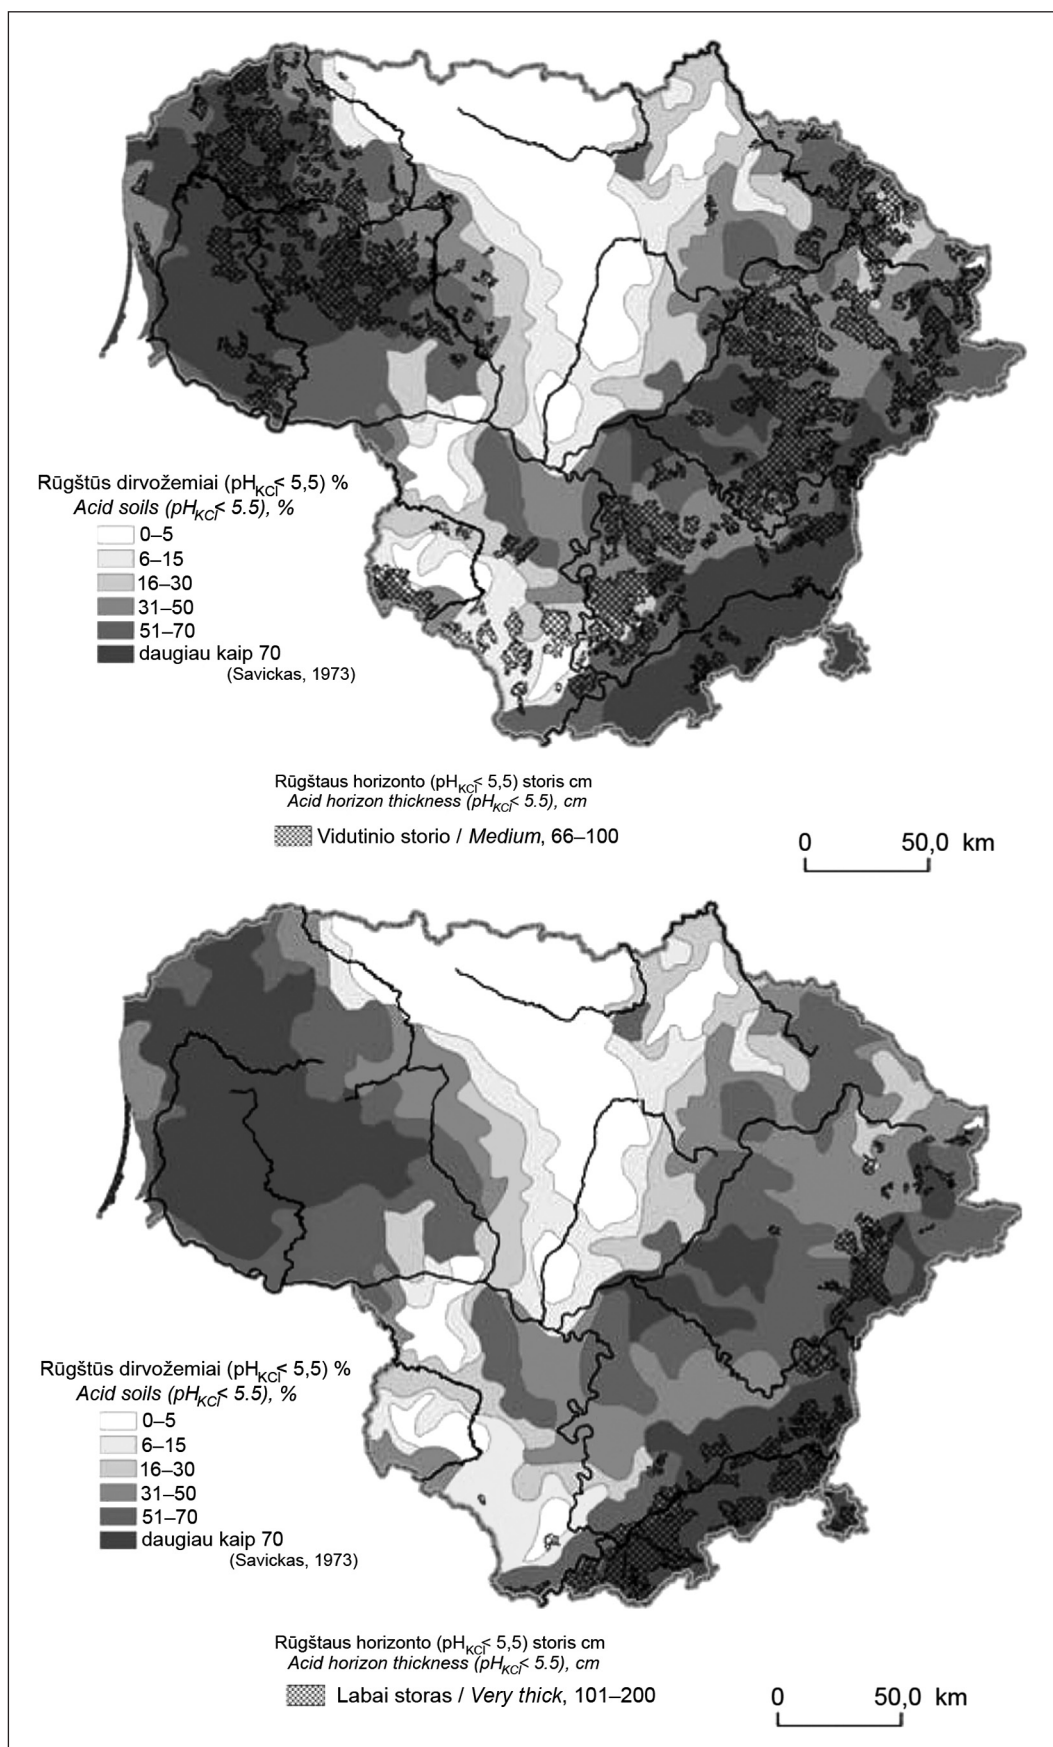 Rūgštūs dirvožemiai (pHKCl< 5,5) %
Acid soils (pHKCl< 5.5), %
0–5
6–15
16–30
31–50
51–70
daugiau kaip 70
(Savickas, 1973)
Rūgštaus horizonto (pHKCl< 5,5) storis cm
Acid horizon thickness (pHKCl< 5.5), cm
Vidutinio storio / Medium, 66–100
0 50,0 km
Rūgštūs dirvožemiai (pHKCl< 5,5) %
Acid soils (pHKCl< 5.5), %
0–5
6–15
16–30
31–50
51–70
daugiau kaip 70
(Savickas, 1973)
Rūgštaus horizonto (pHKCl< 5,5) storis cm
Acid horizon thickness (pHKCl< 5.5), cm
Labai storas / Very thick, 101–200
0 50,0 km